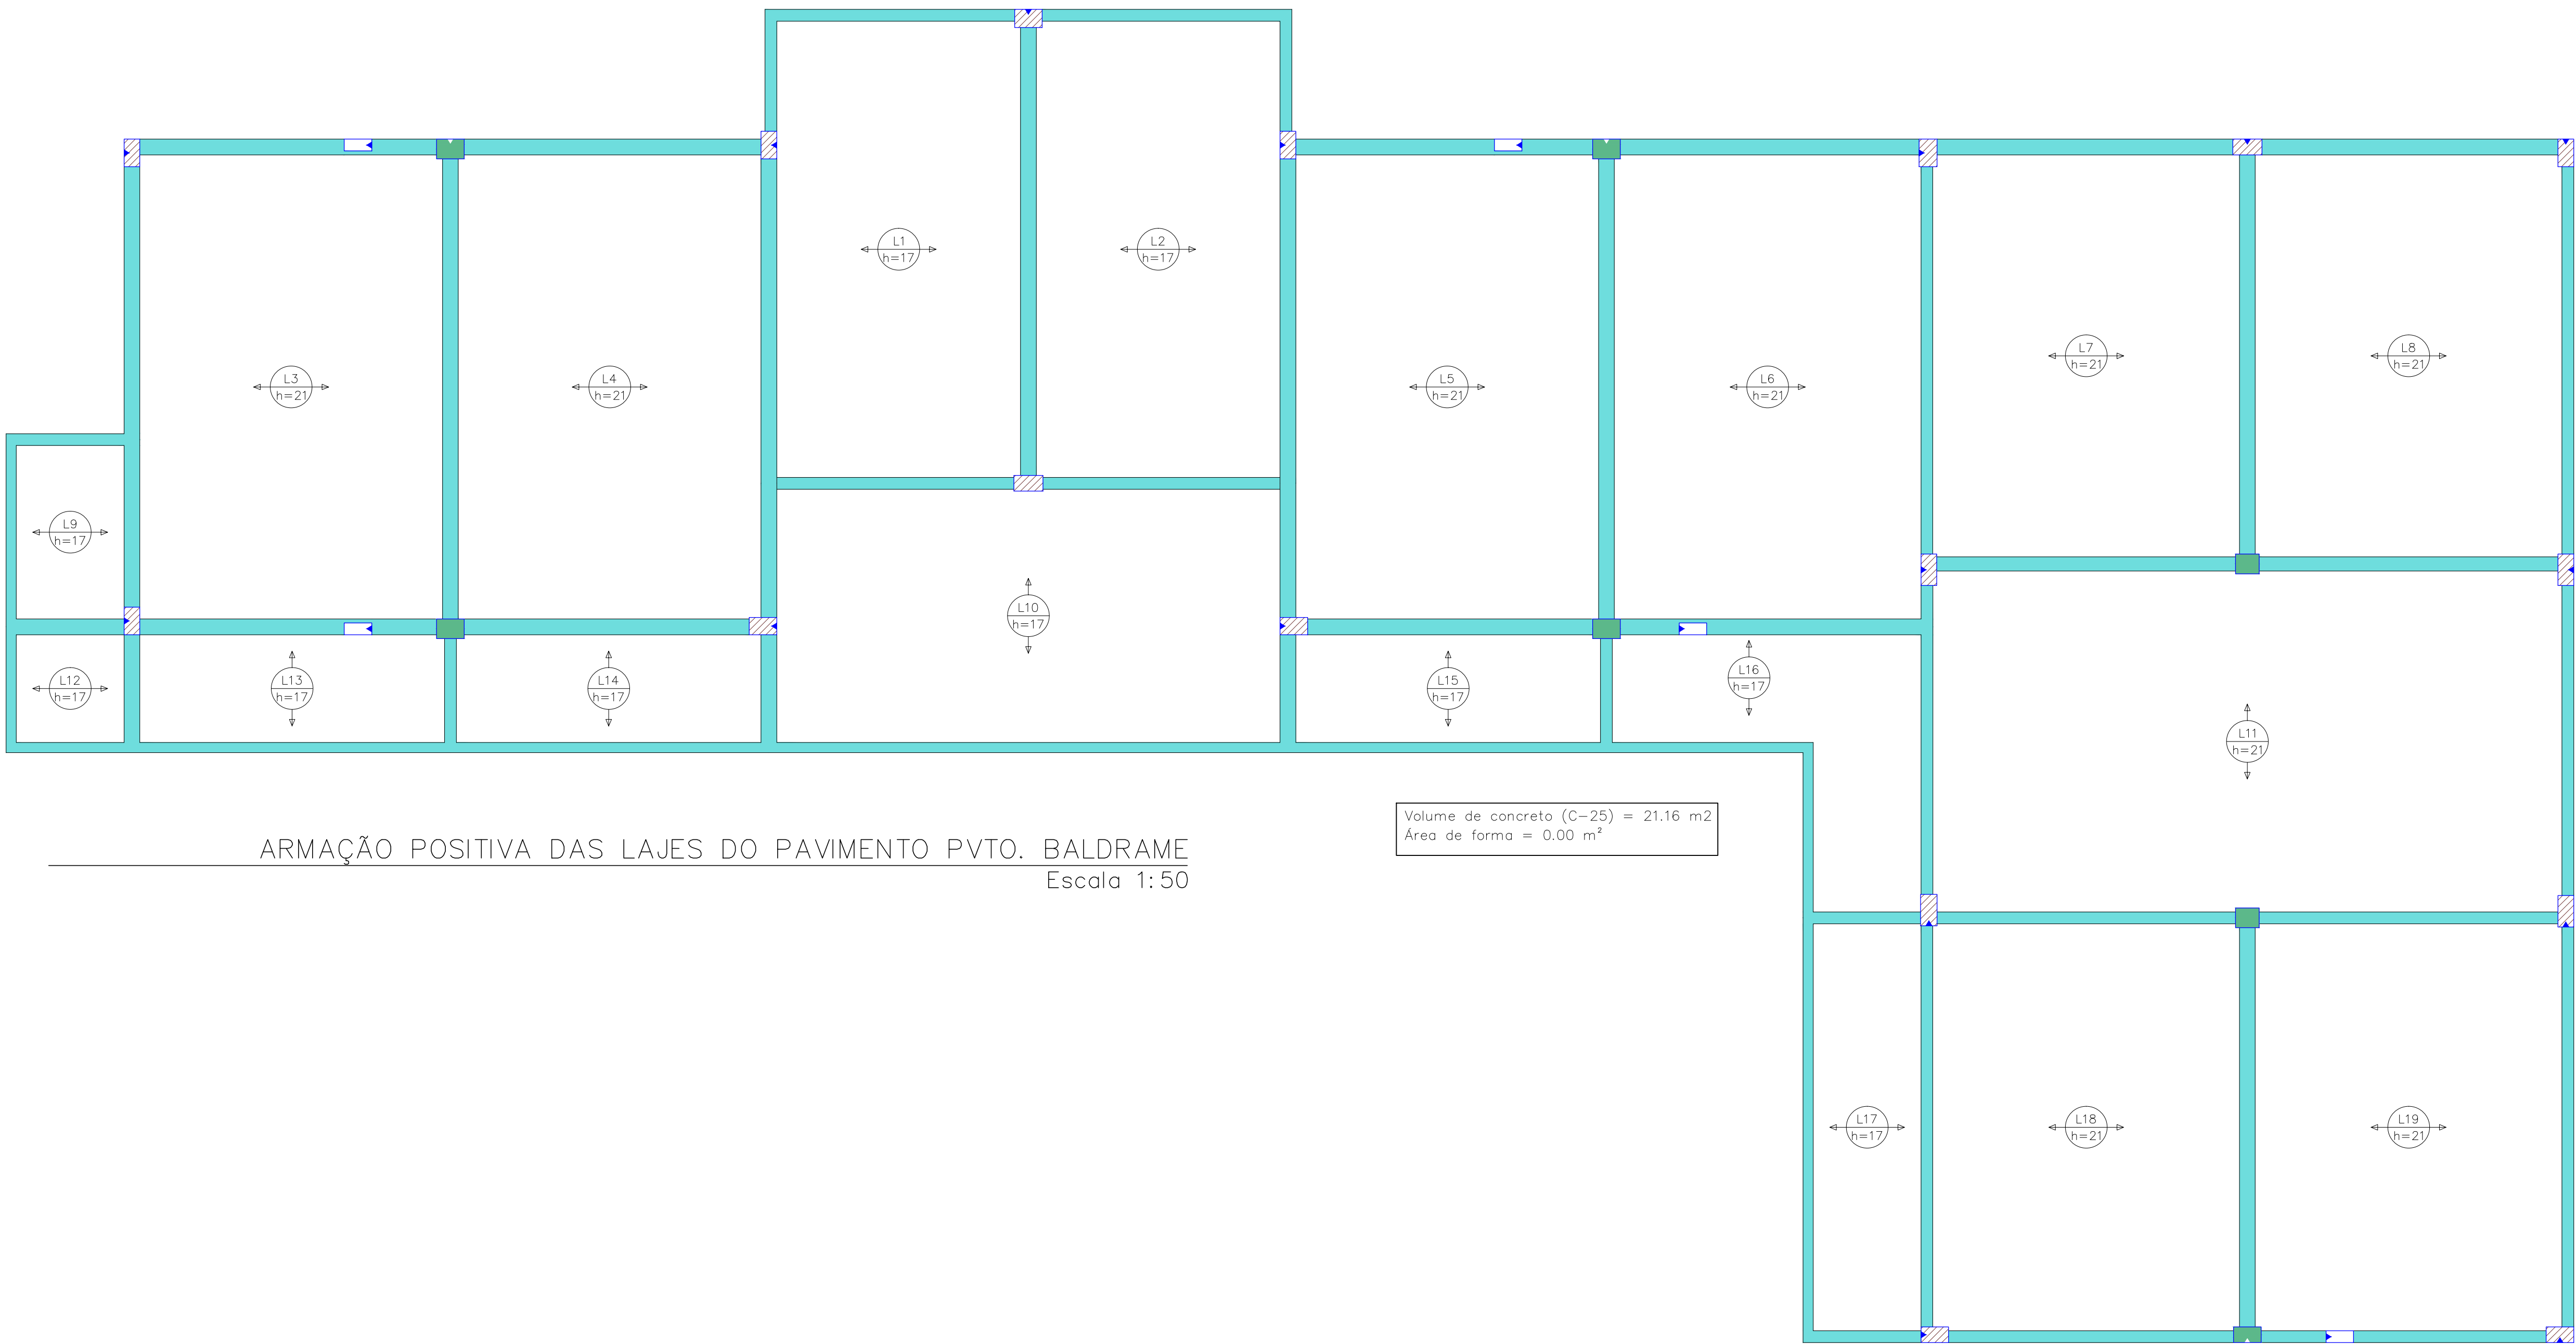 L1
h=17
L2
h=17
L3
h=21
L4
h=21
L5
h=21
L6
h=21
L7
h=21
L8
h=21
L9
h=17
L10
h=17
L11
h=21
L12
h=17
L13
h=17
L14
h=17
L15
h=17
L16
h=17
Volume de concreto (C-25) = 21.16 m2
Área de forma = 0.00 m²
ARMAÇÃO POSITIVA DAS LAJES DO PAVIMENTO PVTO. BALDRAME
Escala 1:50
L17
h=17
L18
h=21
L19
h=21